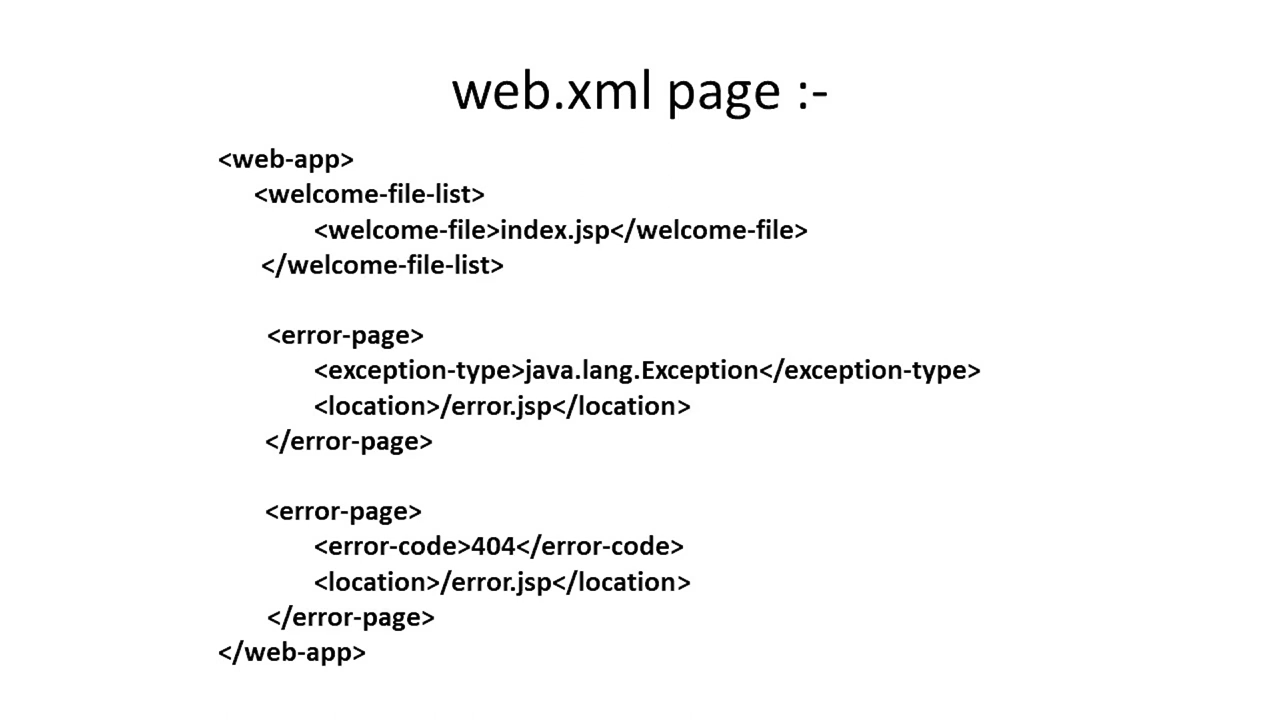 web.xml page :-
<web-app>
<welcome-file-list>
<welcome-file>index.jsp</welcome-file>
</welcome-file-list>
<error-page>
<exception-type>java.lang.Exception</exception-type>
<location>/error.jsp</location>
</error-page>
<error-page>
<error-code>404</error-code>
<location>/error.jsp</location>
</error-page>
</web-app>